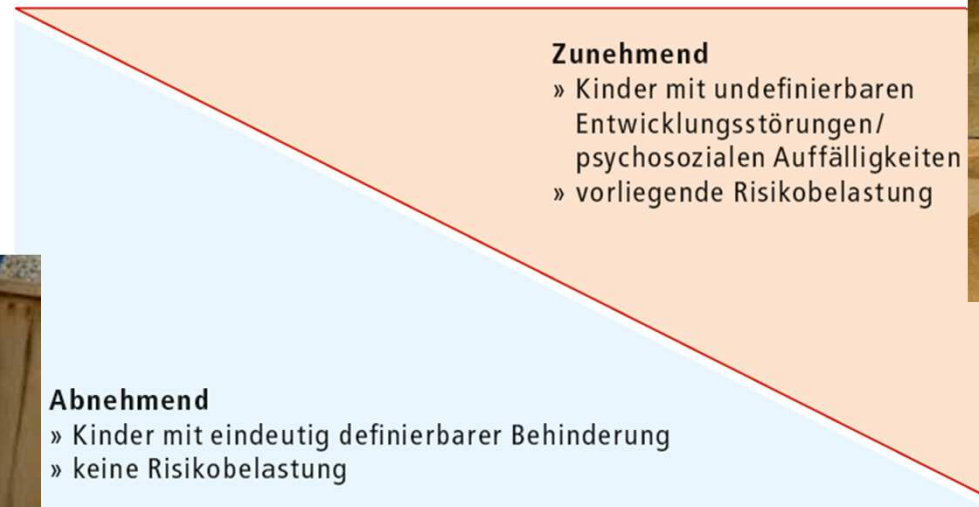 Zunehmend
» Kinder mit undefinierbaren
Entwicklungsstörungen/
psychosozialen Auffälligkeiten
» vorliegende Risikobelastung
Abnehmend
» Kinder mit eindeutig definierbarer Behinderung
» keine Risikobelastung